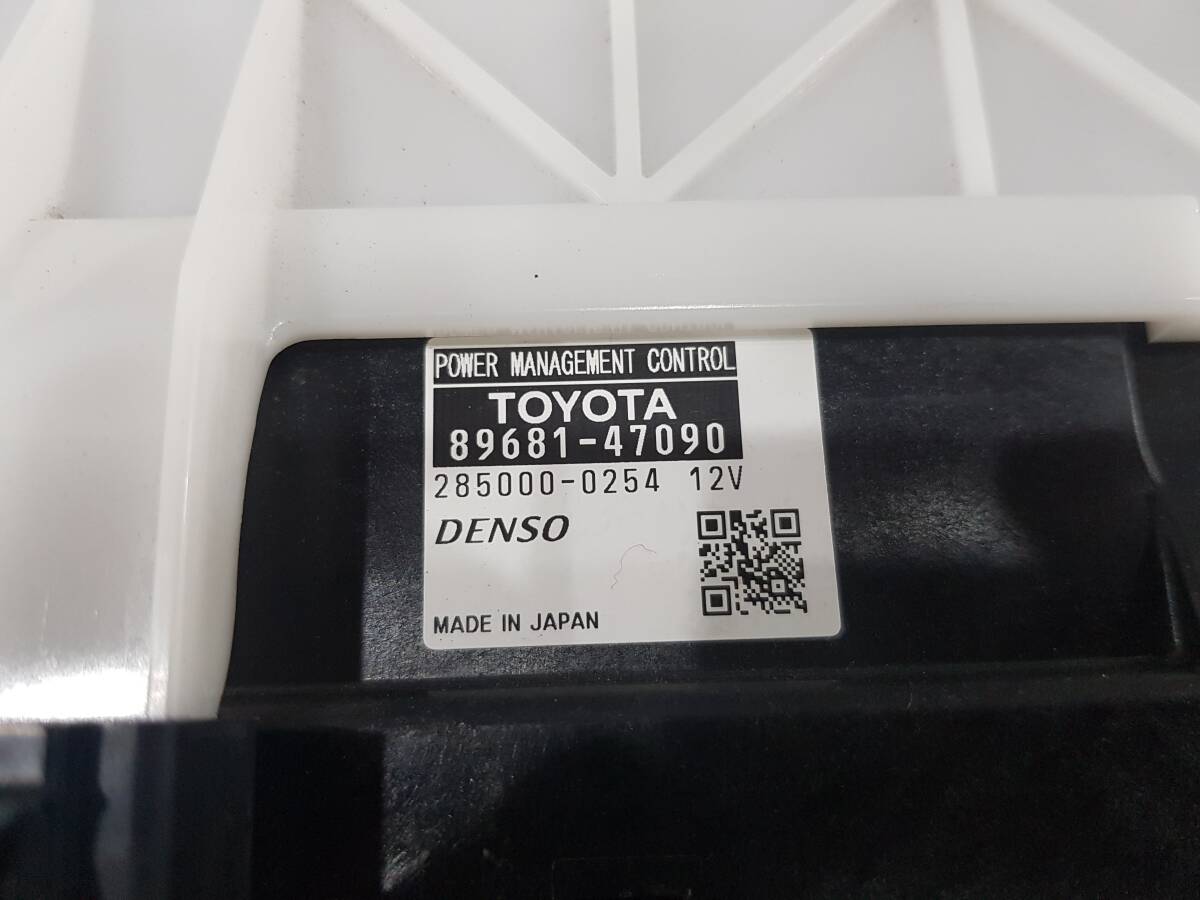 POWER MANAGEMENT CONTROL
TOYOTA
89681-47090
285000-0254 12V
DENSO
MADE IN JAPAN